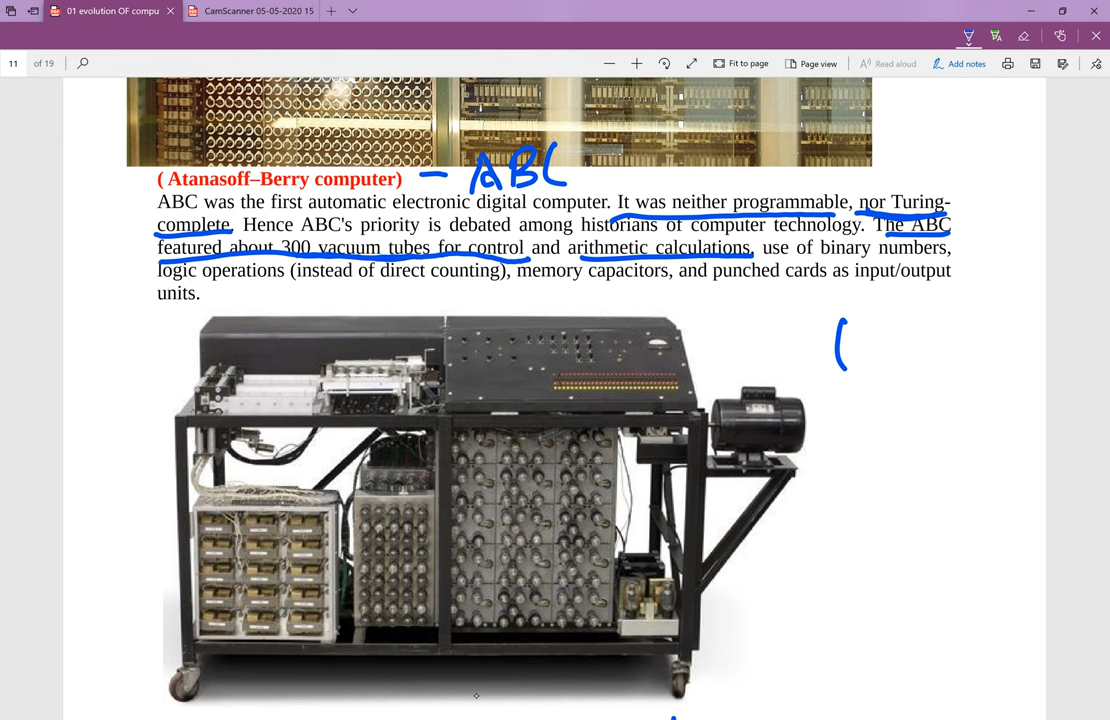 01 evolution OF compu
CamScanner 05-05-2020 15
11 of 19
Fit to page
Page view
Read aloud
Add notes
( Atanasoff–Berry computer) – ABC
ABC was the first automatic electronic digital computer. It was neither programmable, nor Turing-
complete. Hence ABC's priority is debated among historians of computer technology. The ABC
featured about 300 vacuum tubes for control and arithmetic calculations, use of binary numbers,
logic operations (instead of direct counting), memory capacitors, and punched cards as input/output
units.
(